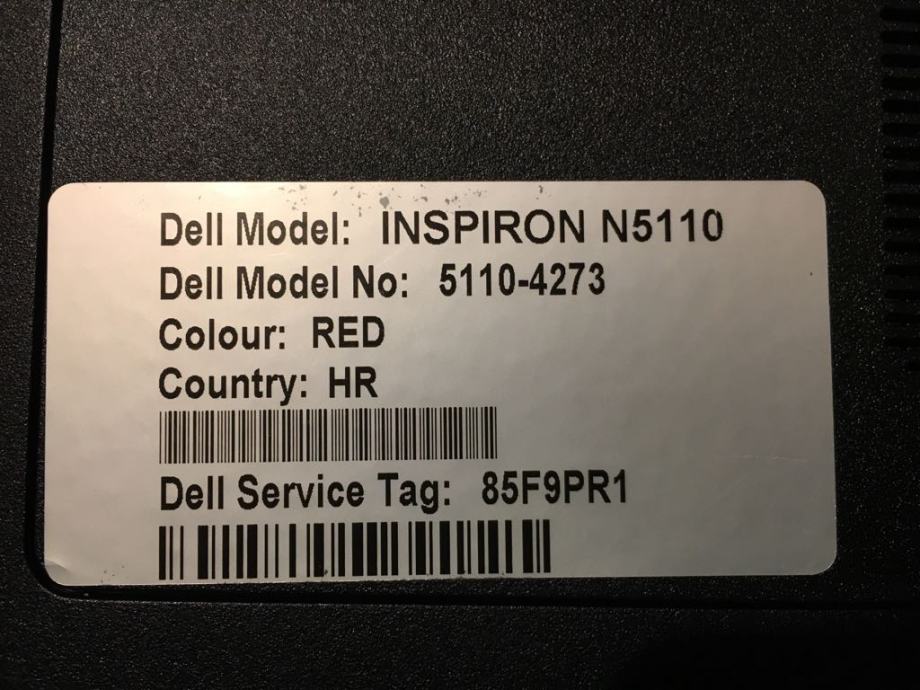 Dell Model: INSPIRON N5110
Dell Model No: 5110-4273
Colour: RED
Country: HR
Dell Service Tag: 85F9PR1